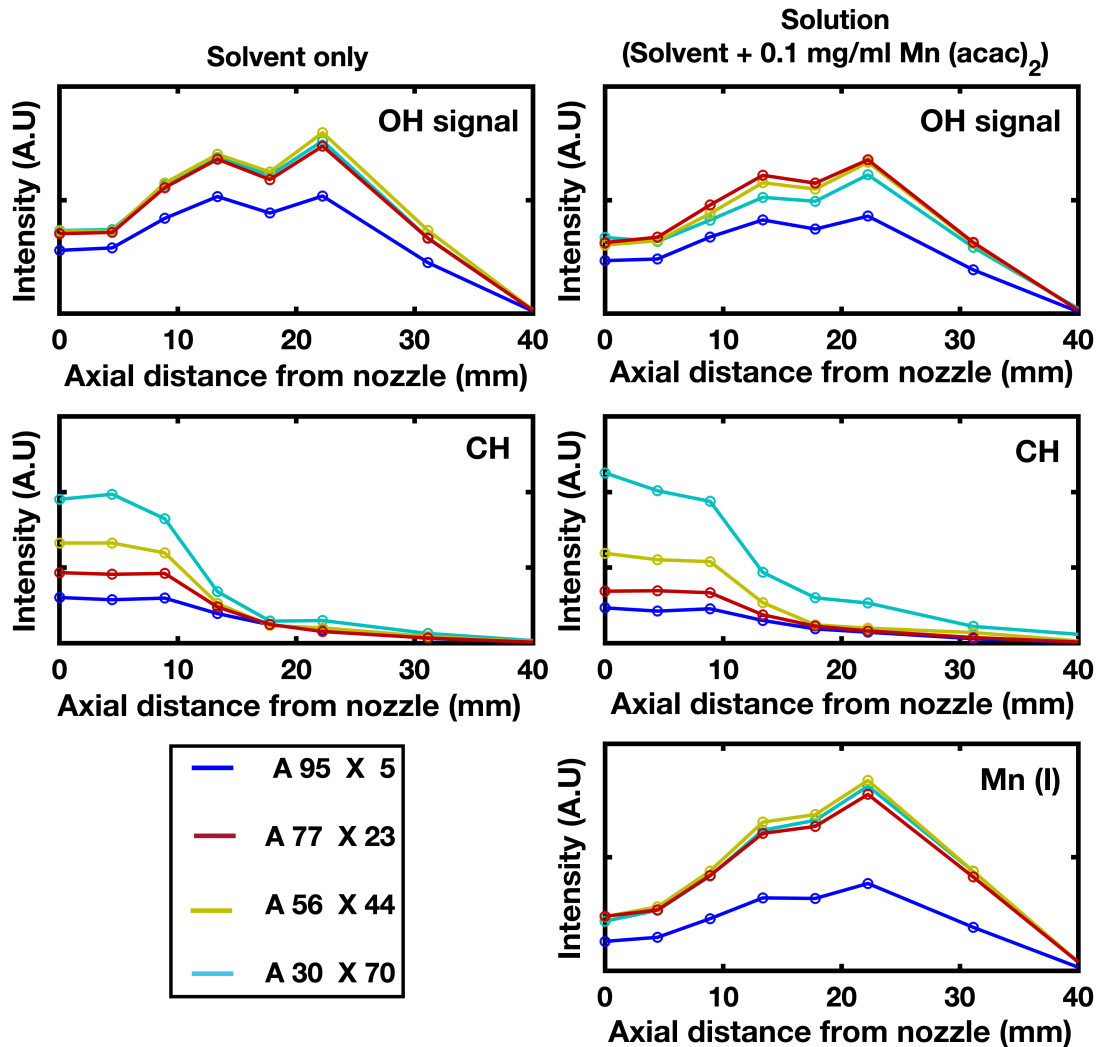 Solvent only
Solution
(Solvent + 0.1 mg/ml Mn (acac)2)
OH signal
Intensity (A.U)
0 10 20 30 40
Axial distance from nozzle (mm)
OH signal
Intensity (A.U)
0 10 20 30 40
Axial distance from nozzle (mm)
CH
Intensity (A.U)
0 10 20 30 40
Axial distance from nozzle (mm)
CH
Intensity (A.U)
0 10 20 30 40
Axial distance from nozzle (mm)
A 95 X 5
A 77 X 23
A 56 X 44
A 30 X 70
Mn (I)
Intensity (A.U)
0 10 20 30 40
Axial distance from nozzle (mm)